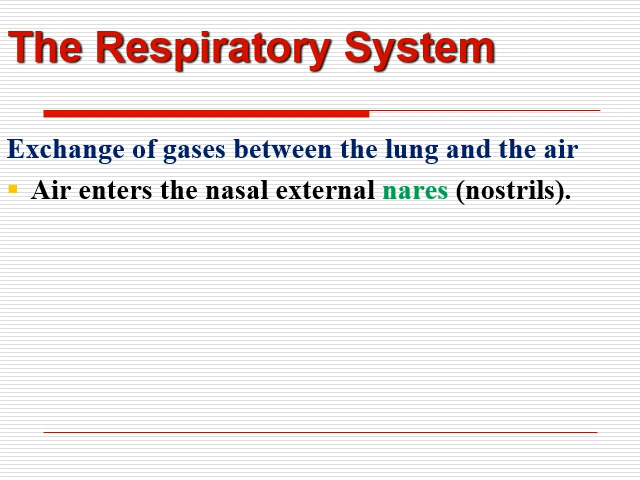 The Respiratory System
Exchange of gases between the lung and the air
Air enters the nasal external nares (nostrils).